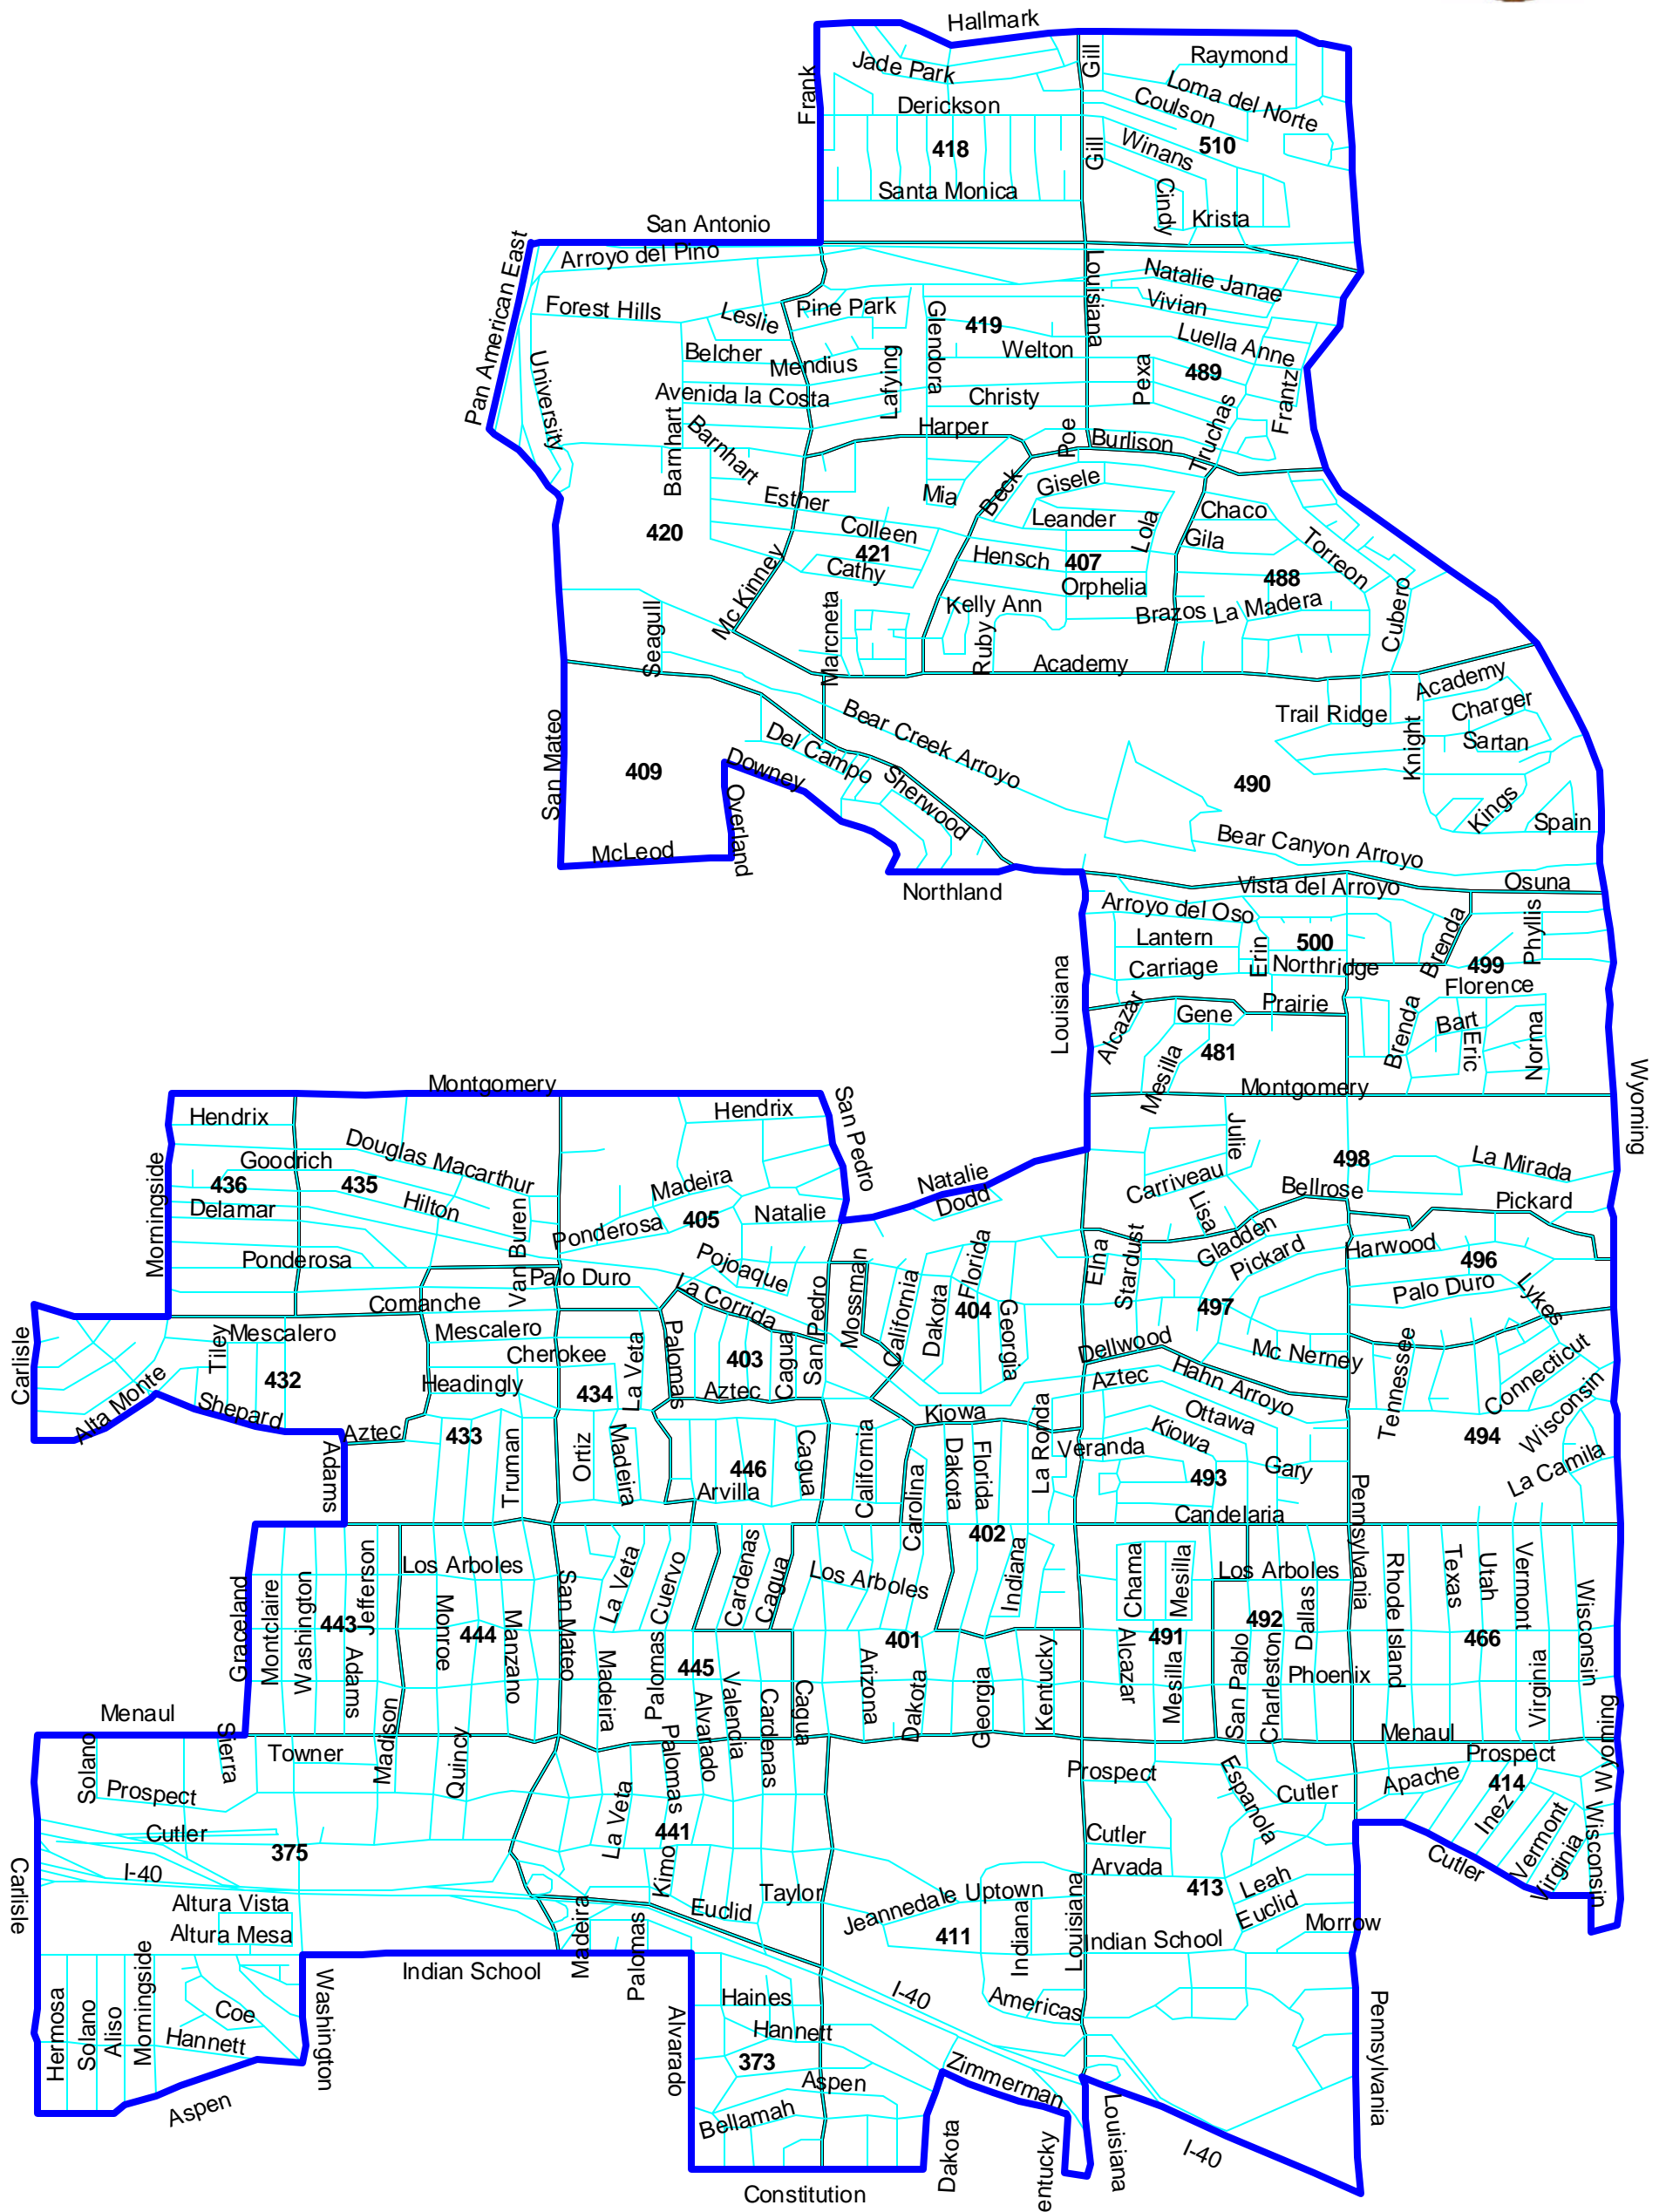 Hallmark
Frank
Jade Park
Gill
Raymond
Loma del Norte
Coulson
Derickson
418
Gill
Winans
510
Santa Monica
Cindy
Krista
San Antonio
Arroyo del Pino
Pan American East
Louisiana
Natalie Janae
Forest Hills
Leslie
Pine Park
Glendora
419
Vivian
Luella Anne
University
Belcher
Mendius
Lafying
Welton
Pexa
489
Frantz
Avenida la Costa
Christy
Barnhart
Barnhart
Harper
Poe
Burlison
Truchas
Esther
Mia
Beck
Gisele
Chaco
420
Colleen
Leander
Lola
Gila
Torreon
421
Cathy
Hensch
407
488
Orphelia
Mc Kinney
Kelly Ann
Brazos
La Madera
Cubero
Seagull
Marcneta
Ruby
Academy
Academy
Trail Ridge
Charger
Knight
Sartan
San Mateo
Bear Creek Arroyo
Del Campo
409
Downey
Sherwood
490
Kings
Overland
Spain
McLeod
Bear Canyon Arroyo
Northland
Vista del Arroyo
Osuna
Arroyo del Oso
Brenda
Phyllis
Lantern
Erin
500
Carriage
Northridge
499
Louisiana
Florence
Alcazar
Gene
Prairie
Brenda
Bart
Eric
Norma
481
Mesilla
Wyoming
Montgomery
Montgomery
Hendrix
Hendrix
San Pedro
Julie
Douglas Macarthur
Goodrich
498
La Mirada
Morningside
436
435
Madeira
Natalie
Carriveau
Bellrose
Delamar
Hilton
Van Buren
405
Natalie
Dodd
Lisa
Pickard
Ponderosa
Gladden
Ponderosa
Pojoaque
Florida
Elna
Stardust
Pickard
Harwood
496
Palo Duro
La Corrida
San Pedro
Mossman
California
Dakota
404
Georgia
497
Palo Duro
Lykes
Comanche
Carlisle
Tiley
Mescalero
Mescalero
La Veta
Palomas
Cherokee
403
Cagua
Dellwood
Mc Nerney
Tennessee
Connecticut
432
Headingly
434
Aztec
Aztec
Hahn Arroyo
Alta Monte
Shepard
Wisconsin
Aztec
433
Ortiz
Madeira
Kiowa
La Ronda
Ottawa
494
Adams
Truman
446
Cagua
California
Carolina
Dakota
Florida
Veranda
Kiowa
Gary
La Camila
Arvilla
493
Pennsylvania
Candelaria
402
Los Arboles
La Veta
Cuervo
Cardenas
Cagua
Los Arboles
Indiana
Chama
Mesilla
Los Arboles
Rhode Island
Texas
Utah
Vermont
Wisconsin
Graceland
Montclaire
Washington
443
Jefferson
Adams
Monroe
444
Manzano
San Mateo
Madeira
Palomas
445
Alvarado
Valencia
Cardenas
Cagua
401
Arizona
Dakota
Georgia
Kentucky
Alcazar
491
Mesilla
492
San Pablo
Charleston
Dallas
Phoenix
466
Virginia
Menaul
Madison
Menaul
Wyoming
Solano
Sierra
Towner
Quincy
Palomas
Prospect
Espanola
Prospect
Prospect
Apache
414
Cutler
La Veta
Inez
Cutler
441
Cutler
Vermont
Virginia
Wisconsin
375
Kimo
Arvada
Cutler
Carlisle
I-40
Taylor
Jeannedale
Uptown
413
Leah
Altura Vista
Euclid
Euclid
Altura Mesa
Madeira
Palomas
411
Indiana
Louisiana
Indian School
Morrow
Indian School
Hermosa
Solano
Aliso
Morningside
Coe
Hannett
Washington
Alvarado
Haines
I-40
Americas
Hannett
373
Zimmerman
Pennsylvania
Aspen
Aspen
Bellamah
Dakota
entucky
Louisiana
I-40
Constitution